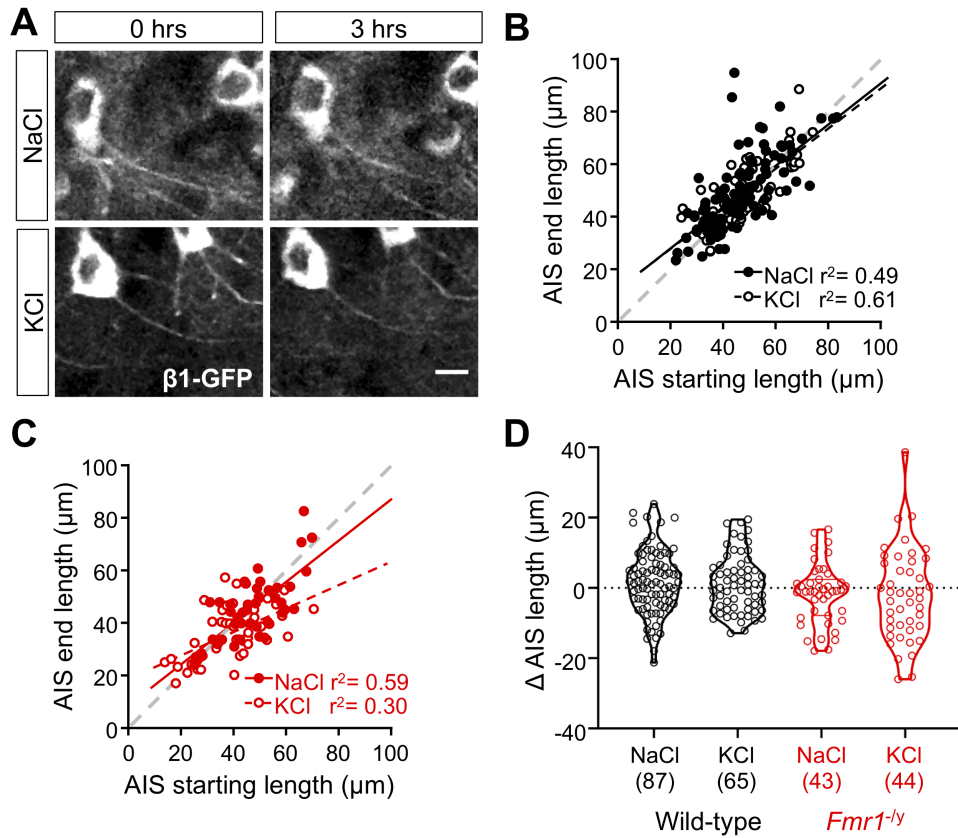 A
0 hrs
3 hrs
NaCl
KCl
β1-GFP
B
AIS end length (µm)
100
80
60
40
20
0
NaCl r²= 0.49
KCl r²= 0.61
0 20 40 60 80 100
AIS starting length (µm)
C
AIS end length (µm)
100
80
60
40
20
0
NaCl r²= 0.59
KCl r²= 0.30
0 20 40 60 80 100
AIS starting length (µm)
D
Δ AIS length (µm)
40
20
0
-20
-40
NaCl KCl NaCl KCl
(87) (65) (43) (44)
Wild-type Fmr1⁻/ʸ